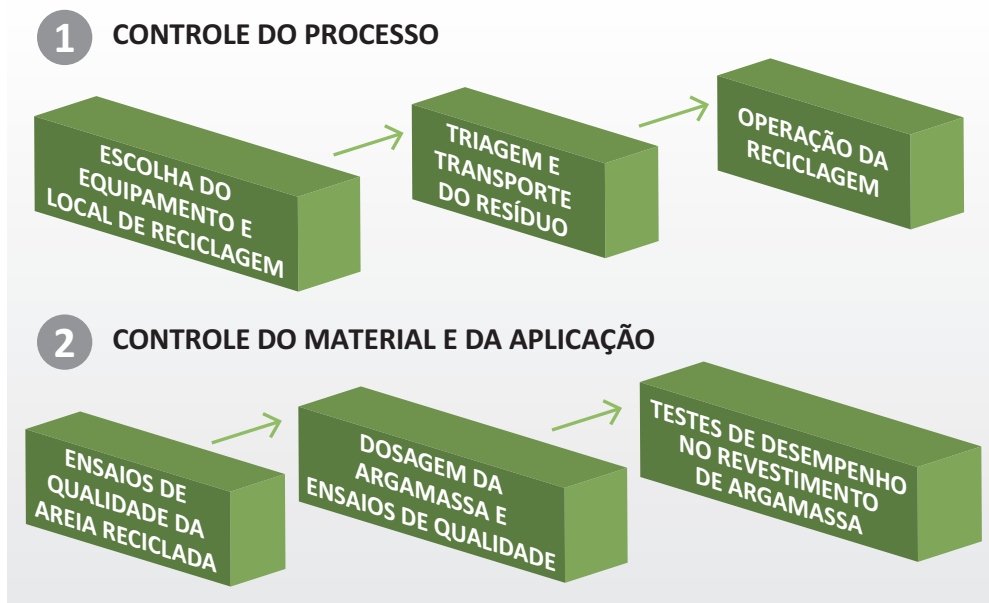 1 CONTROLE DO PROCESSO
ESCOLHA DO
EQUIPAMENTO E
LOCAL DE RECICLAGEM
TRIAGEM E
TRANSPORTE
DO RESÍDUO
OPERAÇÃO DA
RECICLAGEM
2 CONTROLE DO MATERIAL E DA APLICAÇÃO
ENSAIOS DE
QUALIDADE DA
AREIA RECICLADA
DOSAGEM DA
ARGAMASSA E
ENSAIOS DE QUALIDADE
TESTES DE DESEMPENHO
NO REVESTIMENTO
DE ARGAMASSA